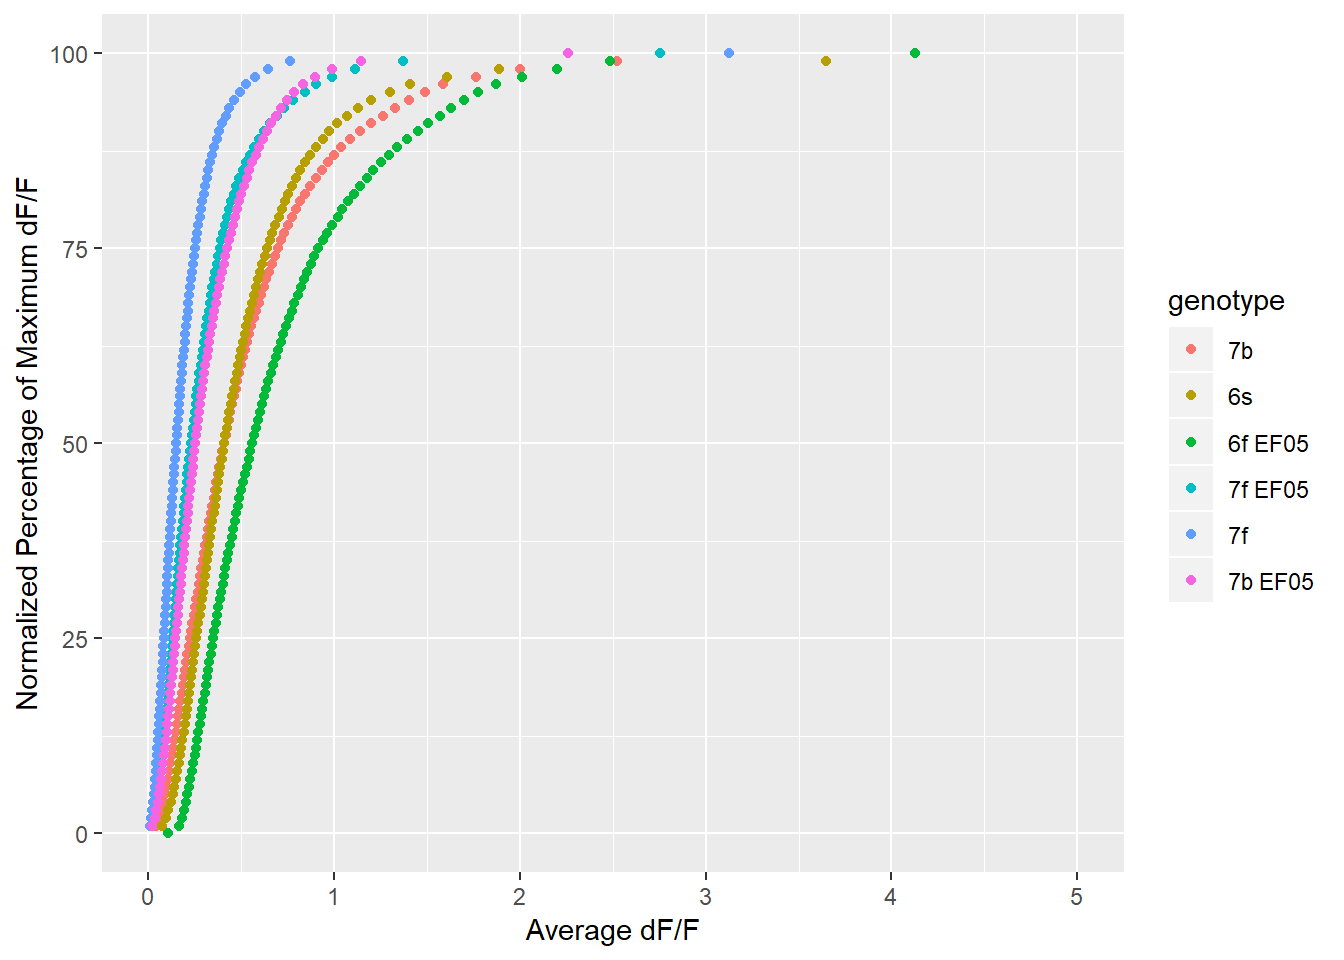 Normalized Percentage of Maximum dF/F
100
75
50
25
0
0 1 2 3 4 5
Average dF/F
genotype
7b
6s
6f EF05
7f EF05
7f
7b EF05